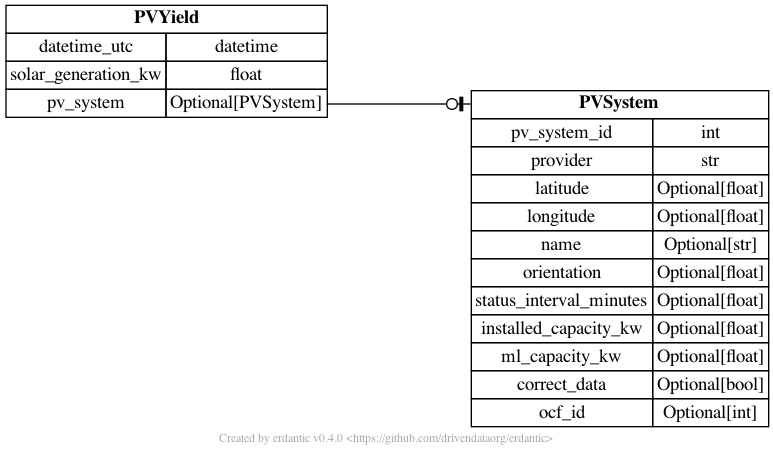 PVYield
datetime_utc datetime
solar_generation_kw float
pv_system Optional[PVSystem]
PVSystem
pv_system_id int
provider str
latitude Optional[float]
longitude Optional[float]
name Optional[str]
orientation Optional[float]
status_interval_minutes Optional[float]
installed_capacity_kw Optional[float]
ml_capacity_kw Optional[float]
correct_data Optional[bool]
ocf_id Optional[int]
Created by erdantic v0.4.0 <https://github.com/drivendataorg/erdantic>